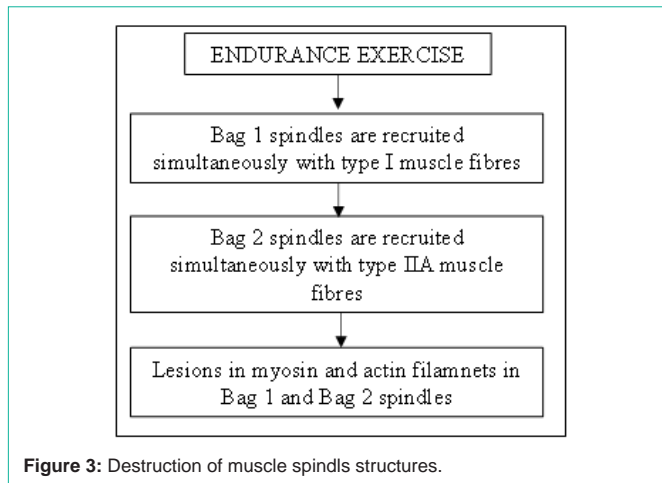 ENDURANCE EXERCISE
Bag 1 spindles are recruited
simultaneously with type I muscle fibres
Bag 2 spindles are recruited
simultaneously with type IIA muscle
fibres
Lesions in myosin and actin filamnets in
Bag 1 and Bag 2 spindles
Figure 3: Destruction of muscle spindls structures.